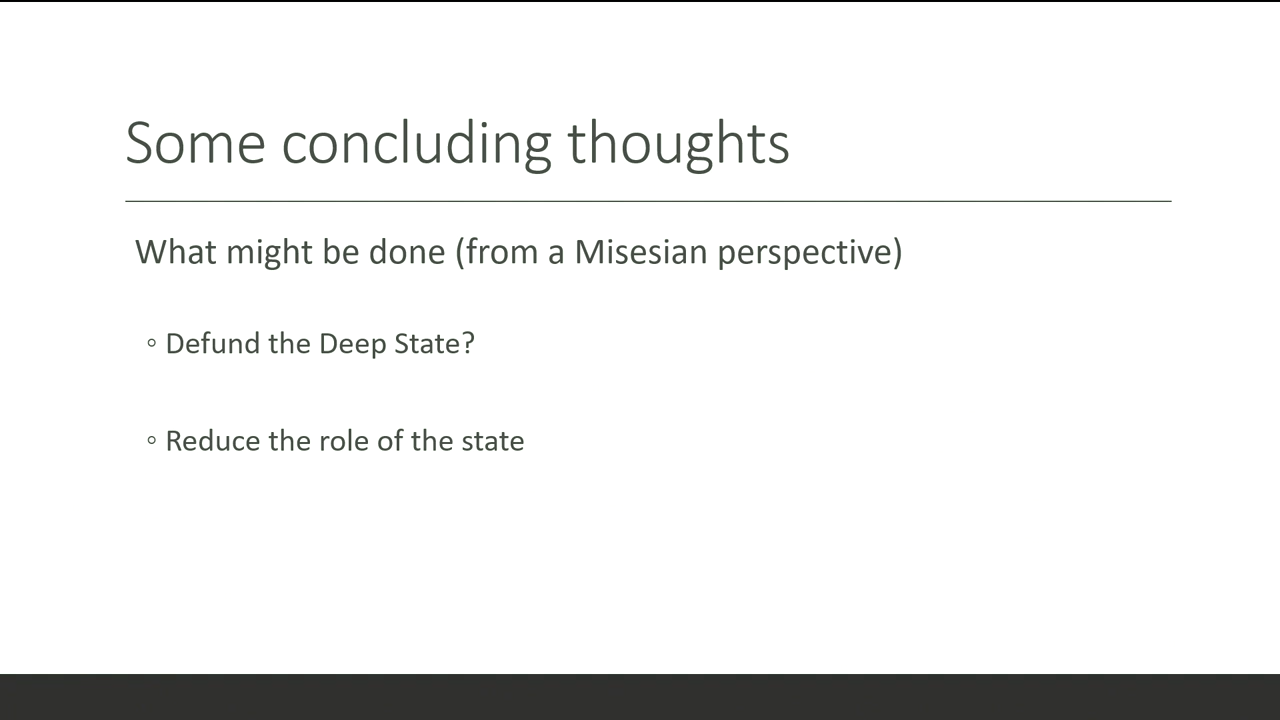 Some concluding thoughts
What might be done (from a Misesian perspective)
◦ Defund the Deep State?
◦ Reduce the role of the state